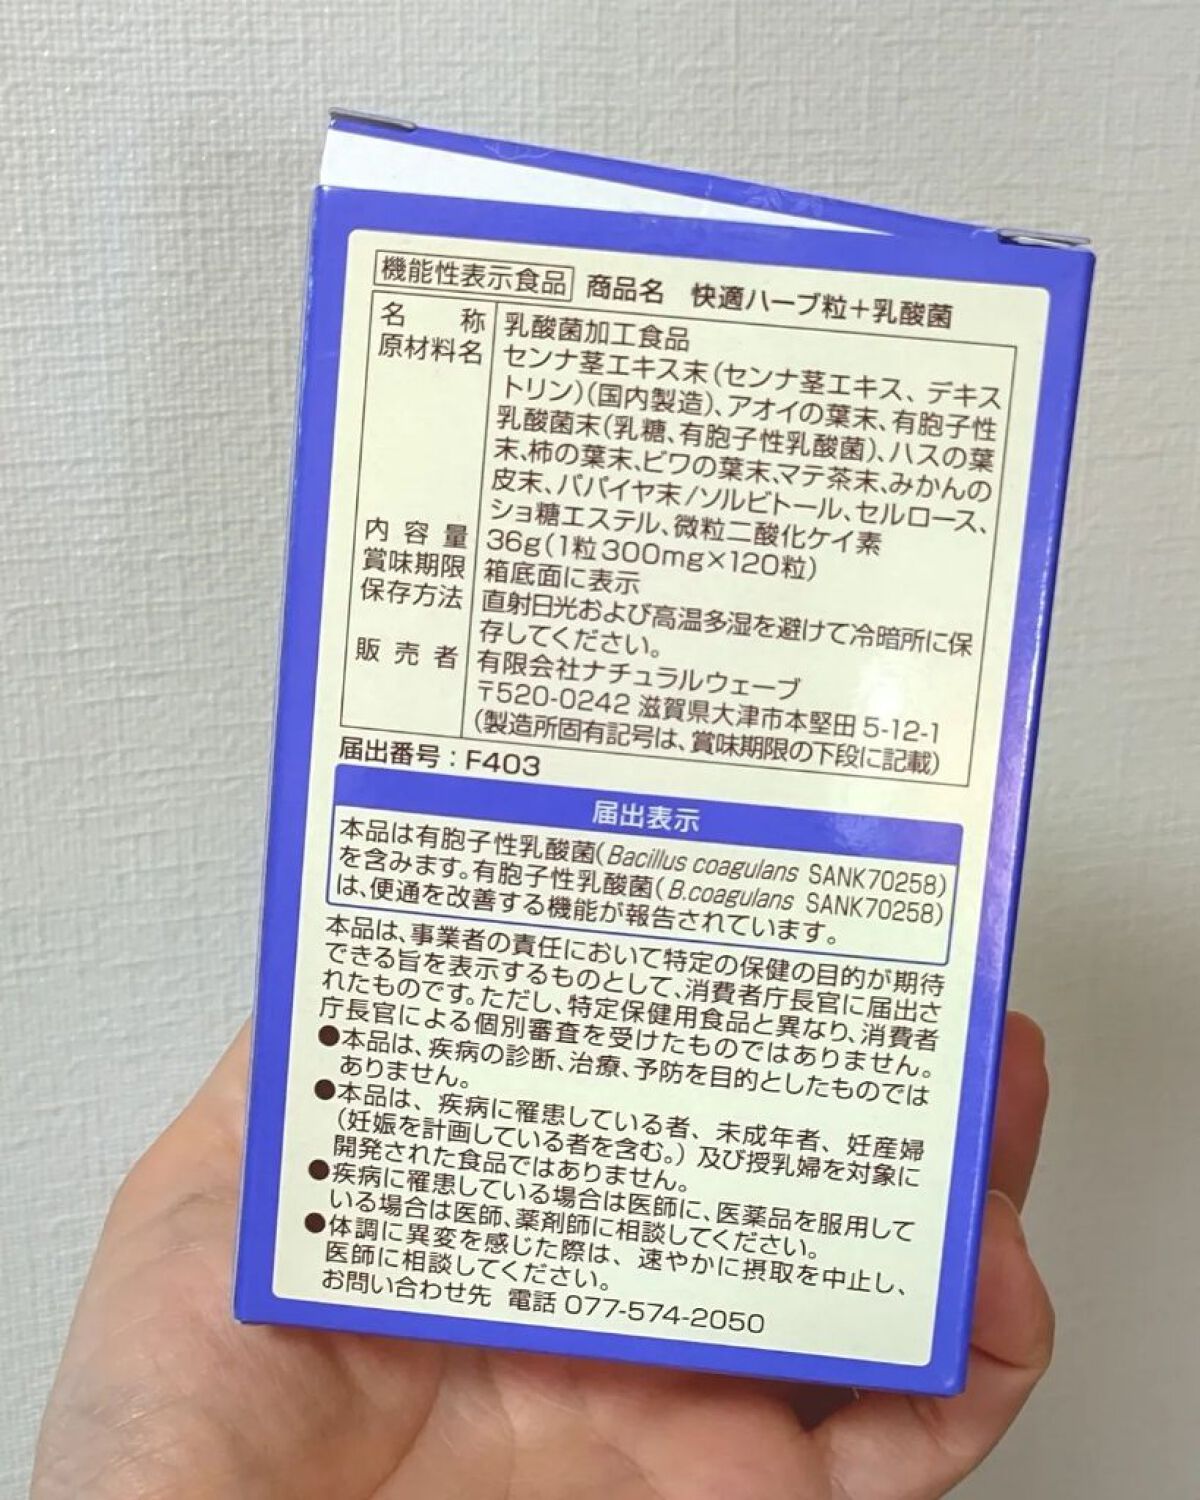 機能性表示食品 商品名 快適ハーブ粒＋乳酸菌
名称 乳酸菌加工食品
原材料名 センナ茎エキス末(センナ茎エキス、デキス
トリン)(国内製造)、アオイの葉末、有胞子性
乳酸菌末(乳糖、有胞子性乳酸菌)、ハスの葉
末、柿の葉末、ビワの葉末、マテ茶末、みかんの
皮末、パパイヤ末/ソルビトール、セルロース、
ショ糖エステル、微粒二酸化ケイ素
内容量 36g(1粒300mg×120粒)
賞味期限 箱底面に表示
保存方法 直射日光および高温多湿を避けて冷暗所に保
存してください。
販売者 有限会社ナチュラルウェーブ
〒520-0242 滋賀県大津市本堅田 5-12-1
(製造所固有記号は、賞味期限の下段に記載)
届出番号：F403
届出表示
本品は有胞子性乳酸菌(Bacillus coagulans SANK70258)
を含みます。有胞子性乳酸菌(B.coagulans SANK70258)
は、便通を改善する機能が報告されています。
本品は、事業者の責任において特定の保健の目的が期待
できる旨を表示するものとして、消費者庁長官に届出さ
れたものです。ただし、特定保健用食品と異なり、消費者
庁長官による個別審査を受けたものではありません。
●本品は、疾病の診断、治療、予防を目的としたものでは
ありません。
●本品は、疾病に罹患している者、未成年者、妊産婦
(妊娠を計画している者を含む。)及び授乳婦を対象に
開発された食品ではありません。
●疾病に罹患している場合は医師に、医薬品を服用して
いる場合は医師、薬剤師に相談してください。
●体調に異変を感じた際は、速やかに摂取を中止し、
医師に相談してください。
お問い合わせ先 電話 077-574-2050